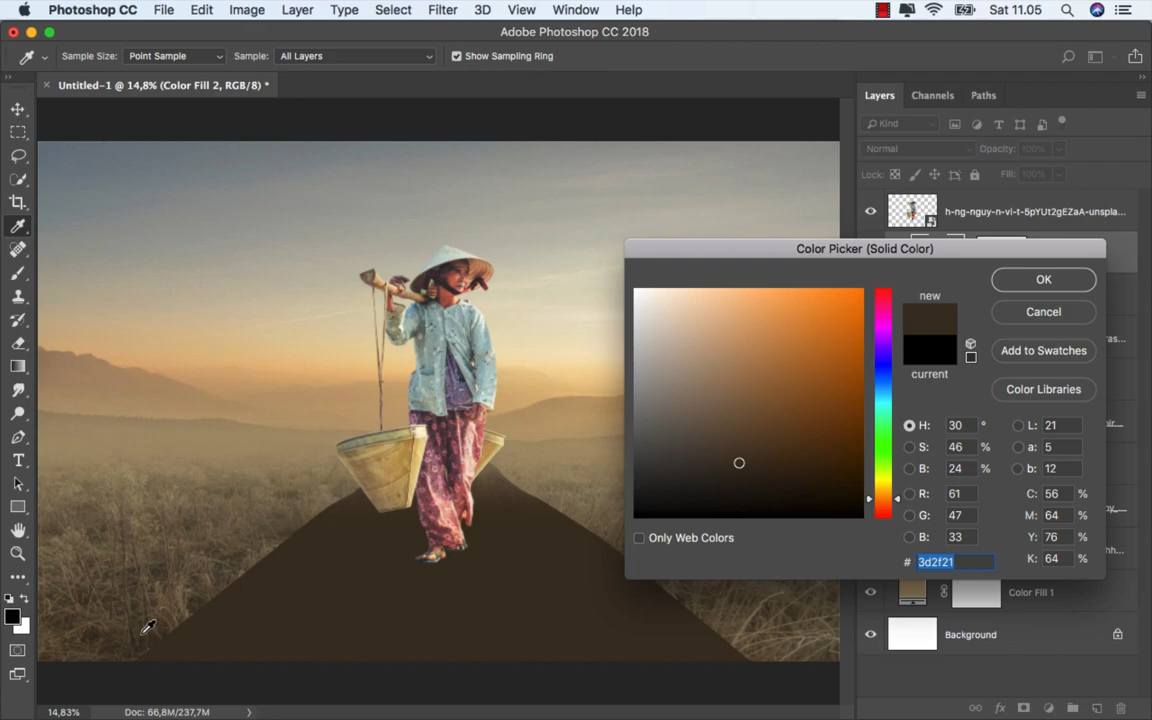 Photoshop CC File Edit Image Layer Type Select Filter 3D View Window Help Sat 11.05
Adobe Photoshop CC 2018
Sample Size: Point Sample Sample: All Layers Show Sampling Ring
Untitled-1 @ 14,8% (Color Fill 2, RGB/8) *
Layers Channels Paths
Kind
Normal Opacity: 100%
Lock: Fill: 100%
h-ng-nguy-n-vi-t-5pYUt2gEZaA-unspla...
Color Picker (Solid Color)
new
current
OK
Cancel
Add to Swatches
Color Libraries
H: 30 ° L: 21
S: 46 % a: 5
B: 24 % b: 12
R: 61 C: 56 %
G: 47 M: 64 %
B: 33 Y: 76 %
# 3d2f21 K: 64 %
Only Web Colors
Color Fill 1
Background
14,83% Doc: 66,8M/237,7M